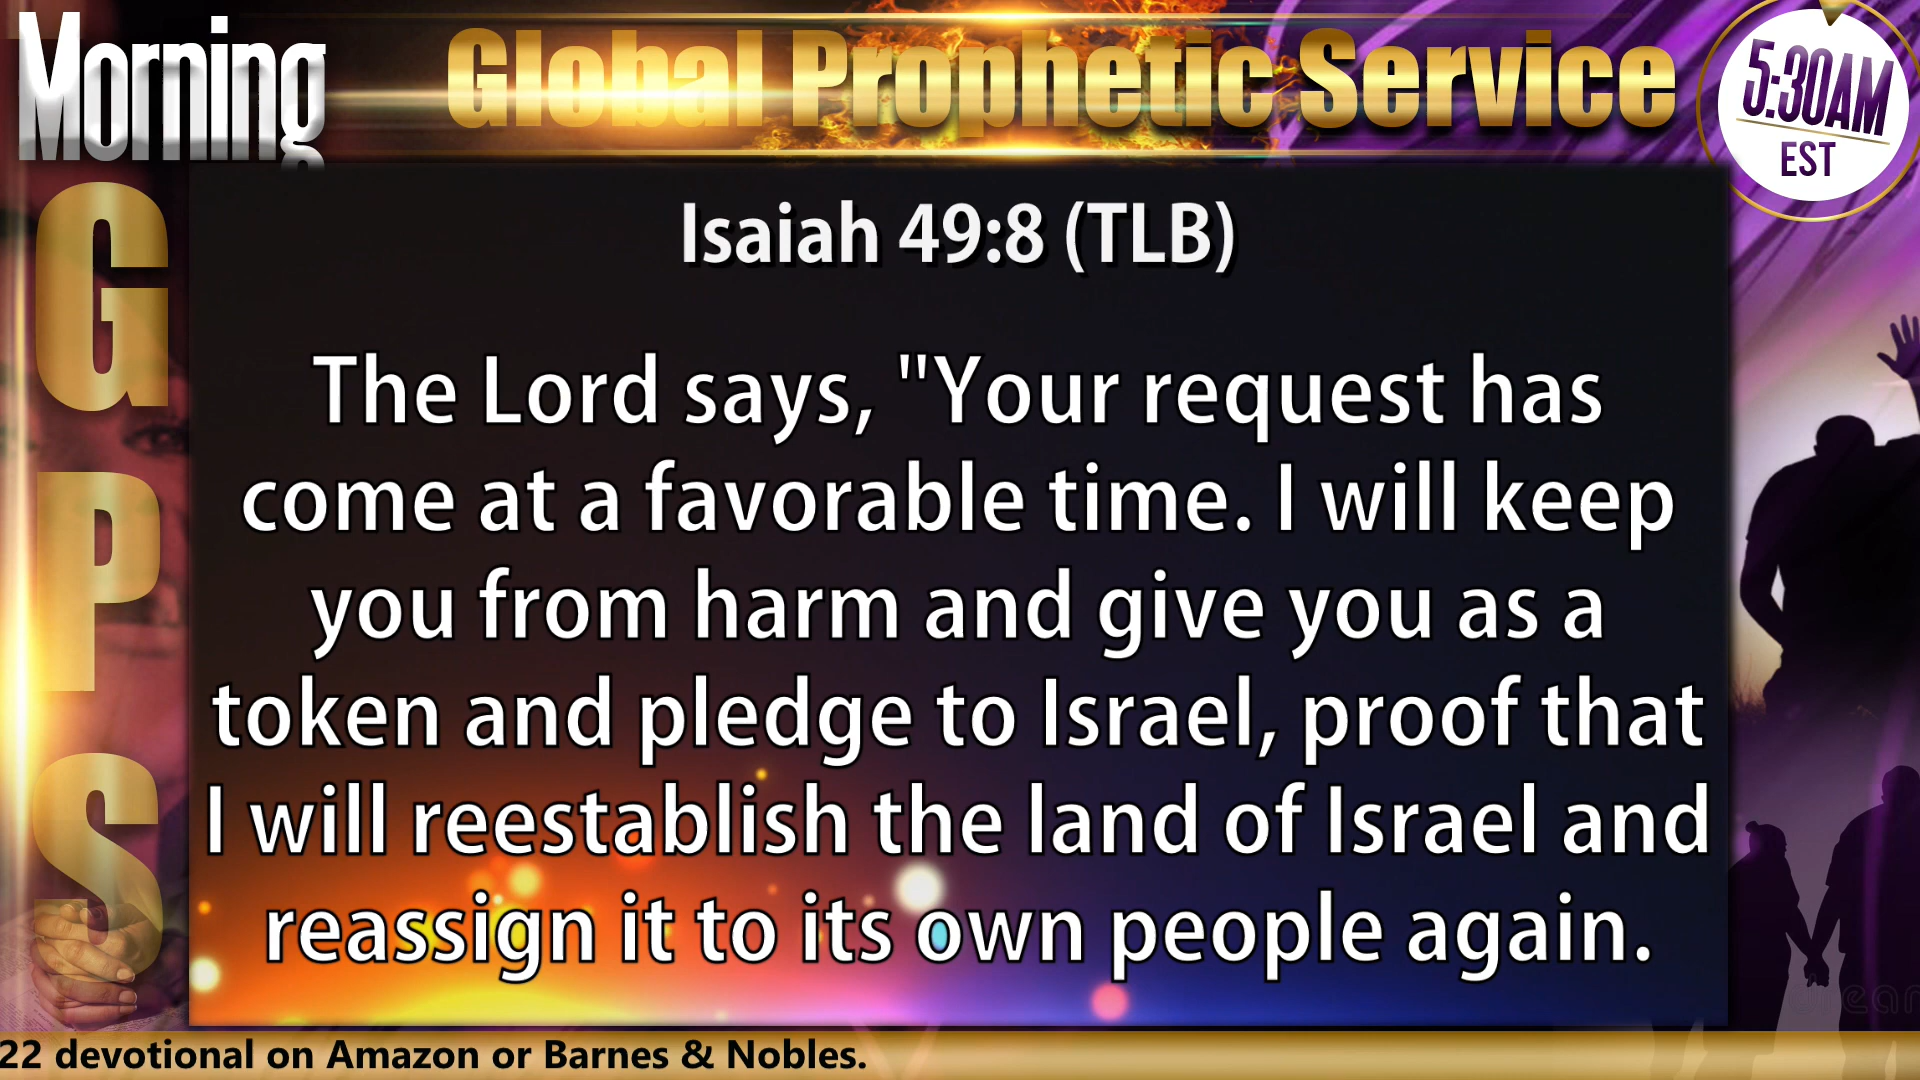 Morning
Global Prophetic Service
5:30AM
EST
G
P
S
Isaiah 49:8 (TLB)
The Lord says, "Your request has
come at a favorable time. I will keep
you from harm and give you as a
token and pledge to Israel, proof that
I will reestablish the land of Israel and
reassign it to its own people again.
22 devotional on Amazon or Barnes & Nobles.